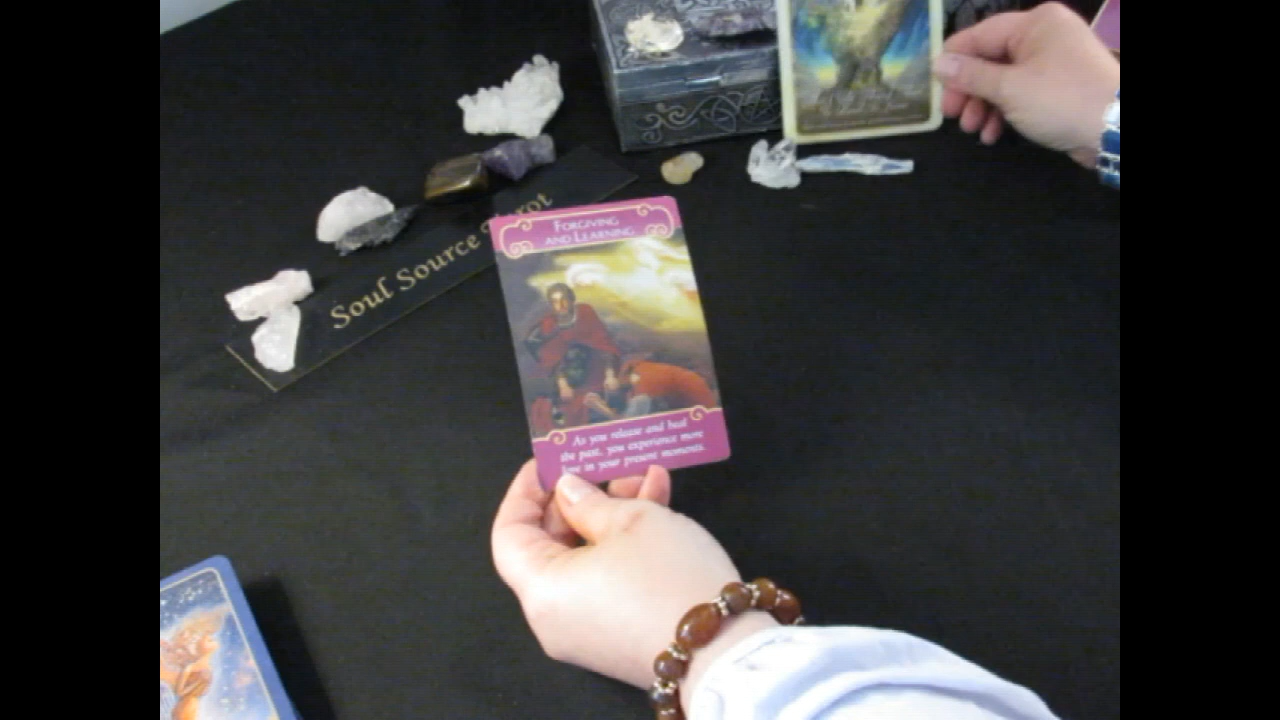 Soul Source Tarot
FORGIVING
AND LEARNING
As you release and heal
the past, you experience more
love in your present moments.